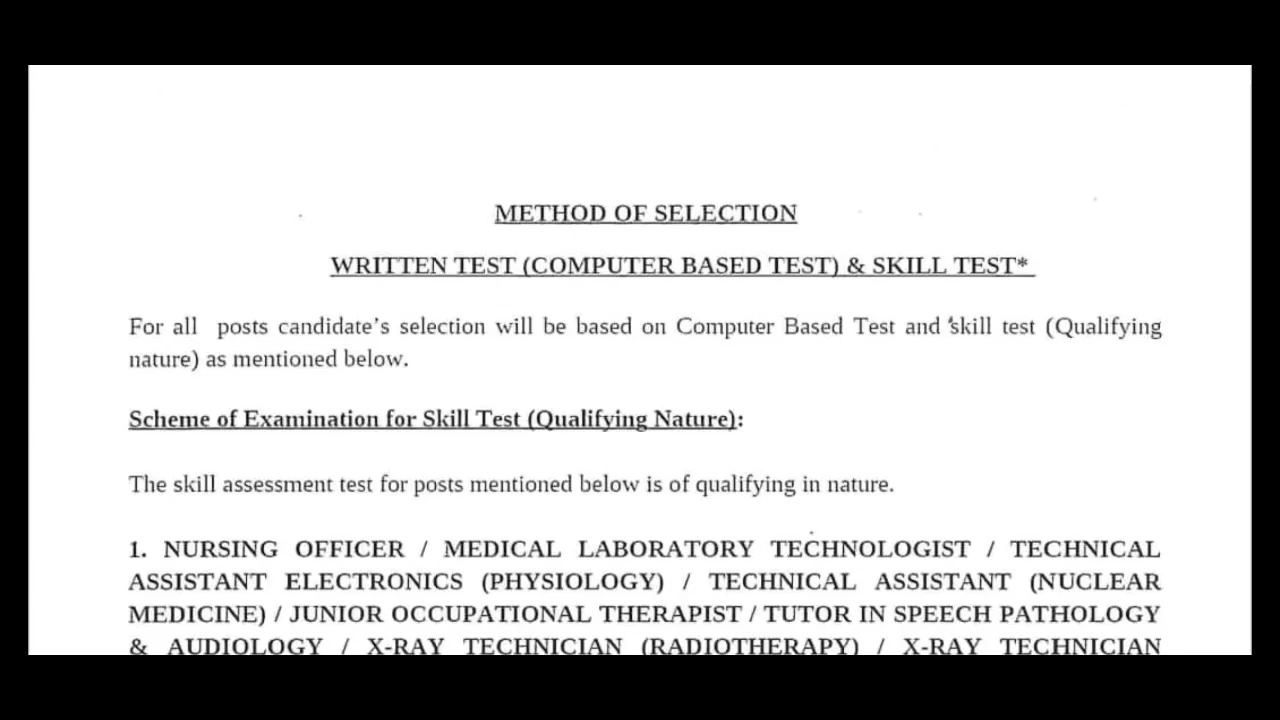 METHOD OF SELECTION
WRITTEN TEST (COMPUTER BASED TEST) & SKILL TEST*
For all posts candidate’s selection will be based on Computer Based Test and skill test (Qualifying
nature) as mentioned below.
Scheme of Examination for Skill Test (Qualifying Nature):
The skill assessment test for posts mentioned below is of qualifying in nature.
1. NURSING OFFICER / MEDICAL LABORATORY TECHNOLOGIST / TECHNICAL
ASSISTANT ELECTRONICS (PHYSIOLOGY) / TECHNICAL ASSISTANT (NUCLEAR
MEDICINE) / JUNIOR OCCUPATIONAL THERAPIST / TUTOR IN SPEECH PATHOLOGY
& AUDIOLOGY / X-RAY TECHNICIAN (RADIOTHERAPY) / X-RAY TECHNICIAN